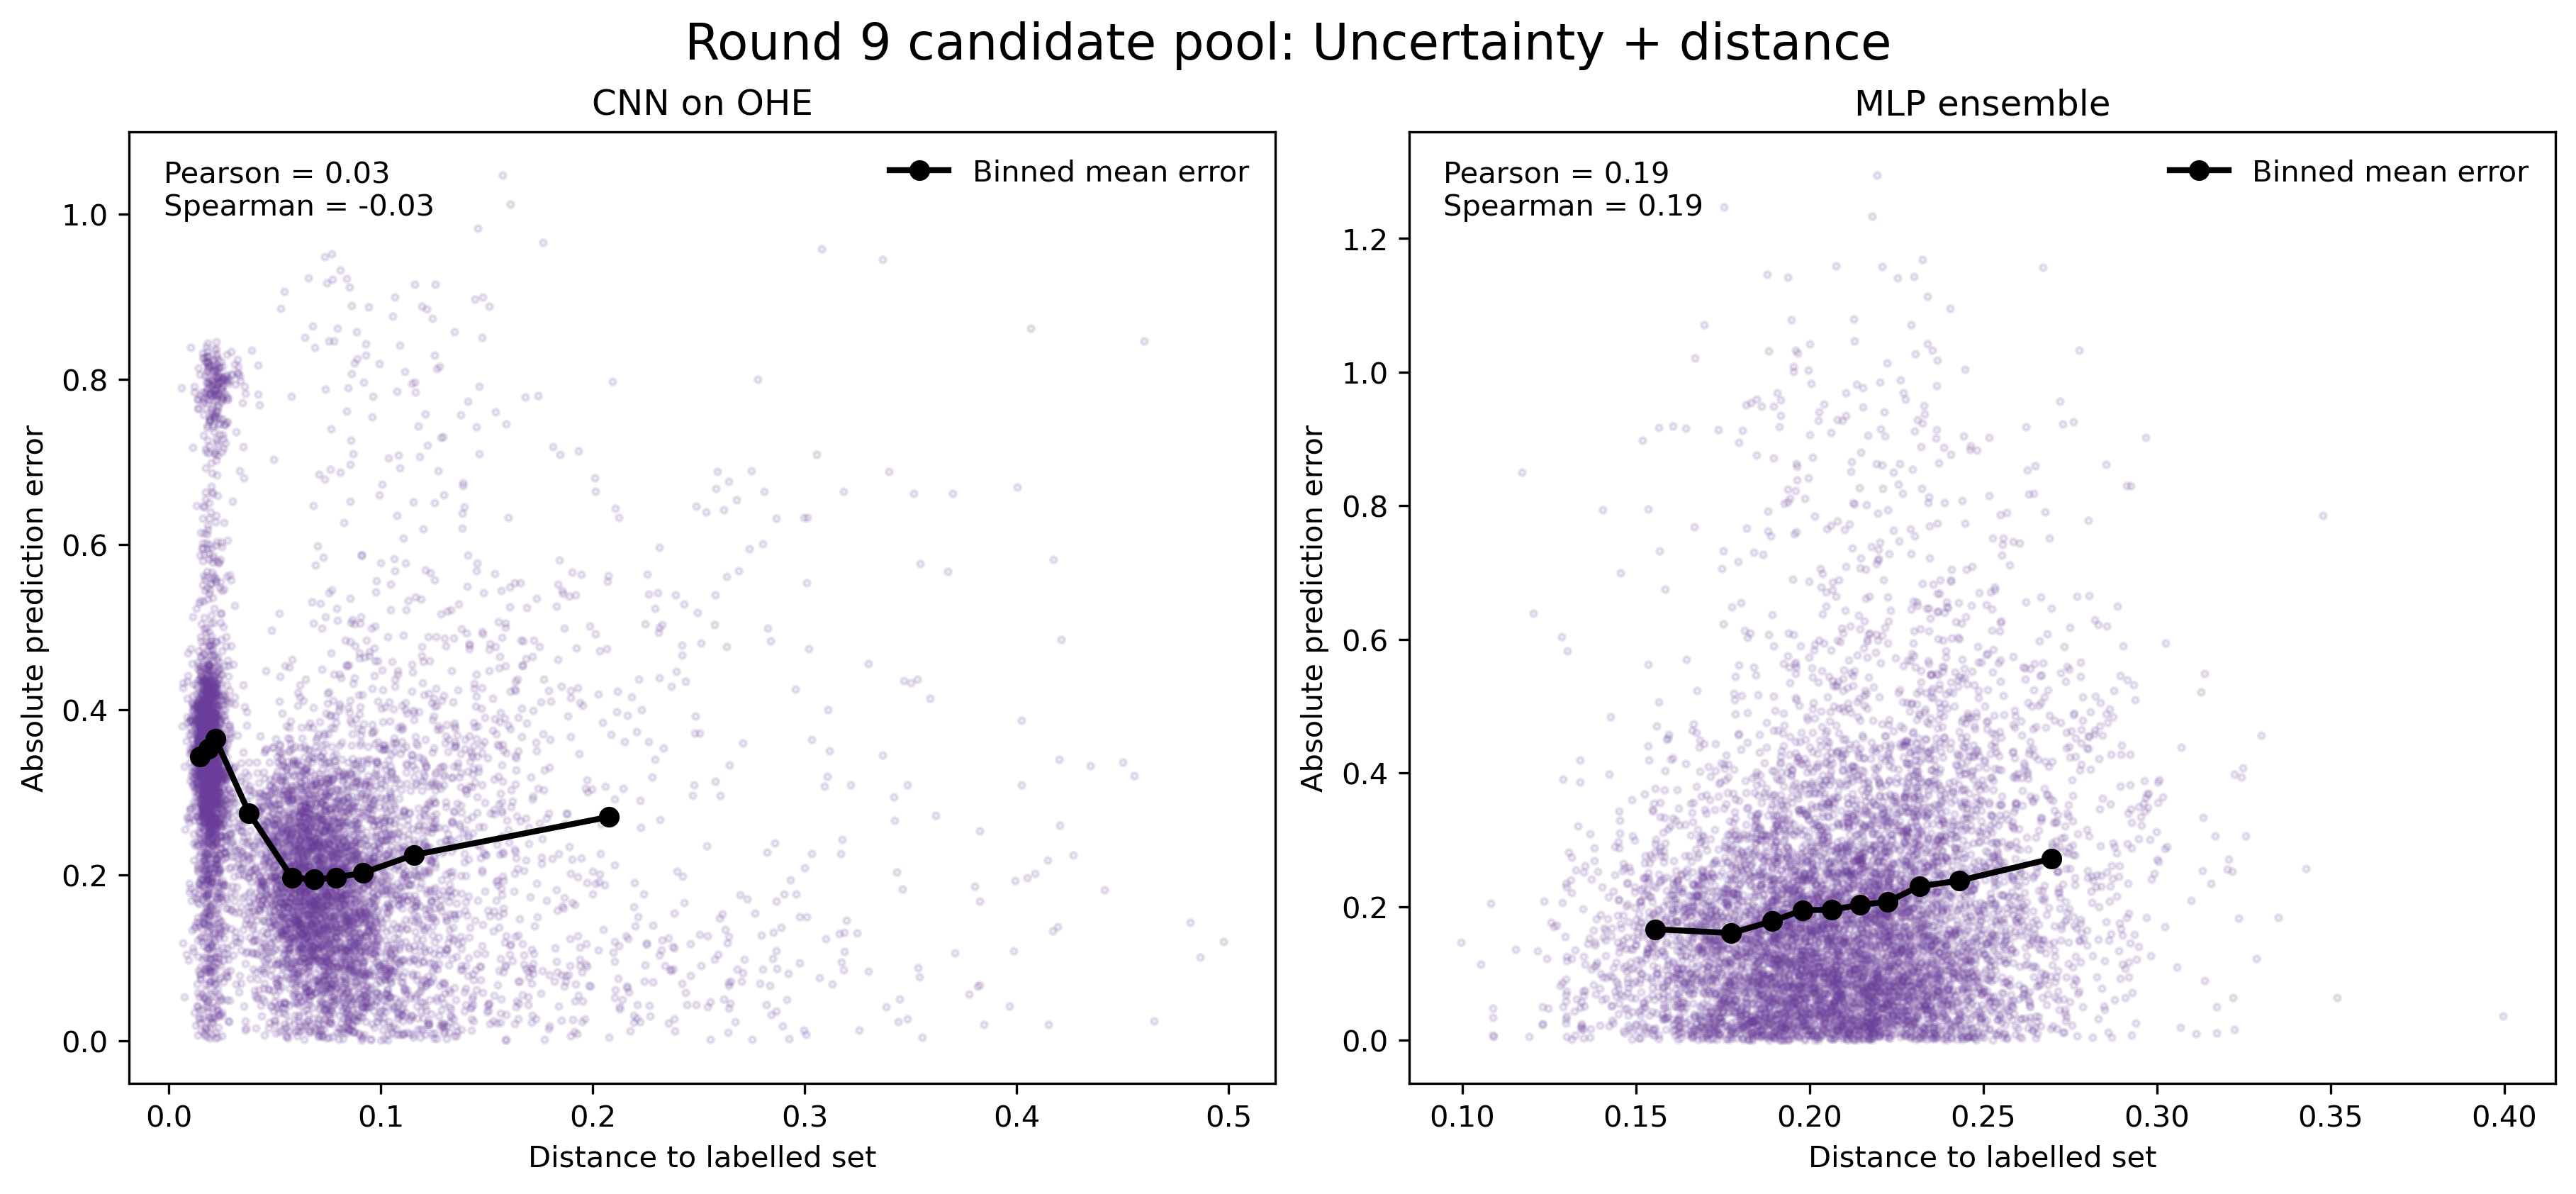 Round 9 candidate pool: Uncertainty + distance
CNN on OHE
Pearson = 0.03
Spearman = -0.03
Binned mean error
Absolute prediction error
1.0
0.8
0.6
0.4
0.2
0.0
0.0
0.1
0.2
0.3
0.4
0.5
Distance to labelled set
MLP ensemble
Pearson = 0.19
Spearman = 0.19
Binned mean error
Absolute prediction error
1.2
1.0
0.8
0.6
0.4
0.2
0.0
0.10
0.15
0.20
0.25
0.30
0.35
0.40
Distance to labelled set